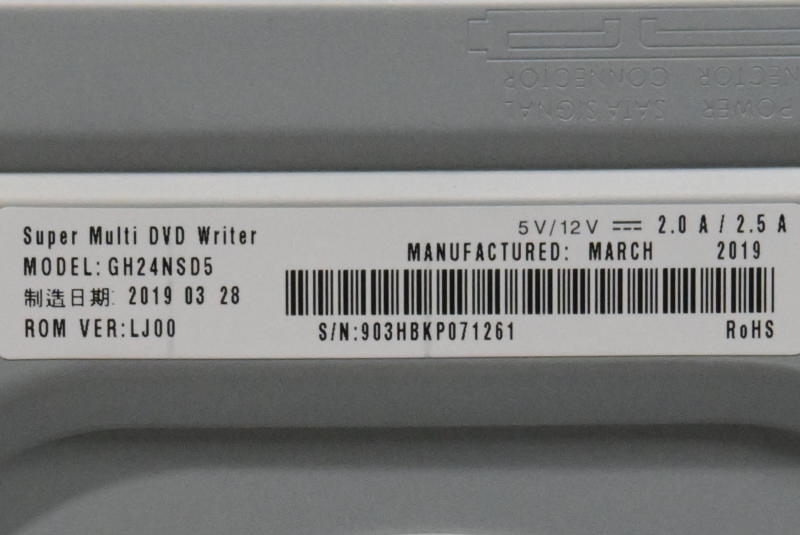 POWER CONNECTOR
SATA SIGNAL CONNECTOR
Super Multi DVD Writer
5V/12V ⎓ 2.0 A / 2.5 A
MODEL:GH24NSD5
MANUFACTURED: MARCH 2019
制造日期: 2019 03 28
ROM VER:LJ00
S/N:903HBKP071261
RoHS